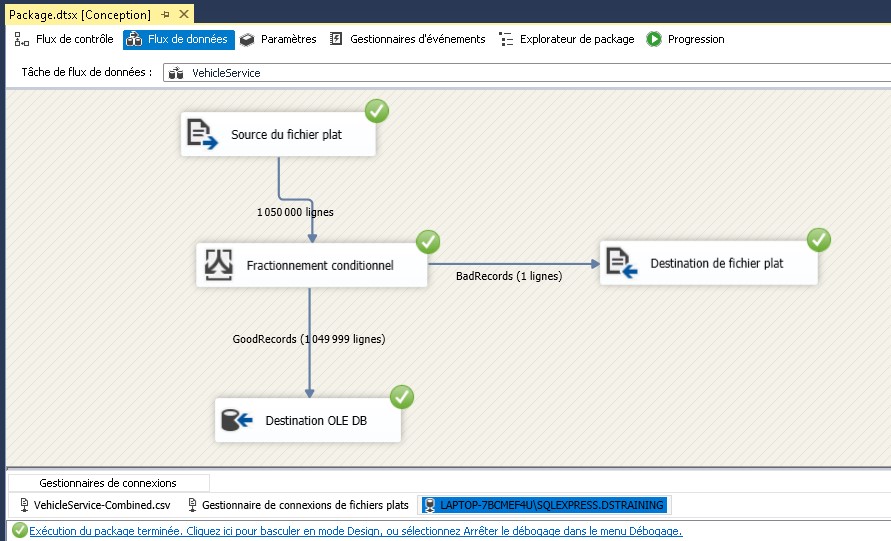 Package.dtsx [Conception]
Flux de contrôle Flux de données Paramètres Gestionnaires d'événements Explorateur de package Progression
Tâche de flux de données : VehicleService
Source du fichier plat
1 050 000 lignes
Fractionnement conditionnel
BadRecords (1 lignes)
Destination de fichier plat
GoodRecords (1 049 999 lignes)
Destination OLE DB
Gestionnaires de connexions
VehicleService-Combined.csv Gestionnaire de connexions de fichiers plats LAPTOP-7BCMEF4U\SQLEXPRESS.DSTRAINING
Exécution du package terminée. Cliquez ici pour basculer en mode Design, ou sélectionnez Arrêter le débogage dans le menu Débogage.